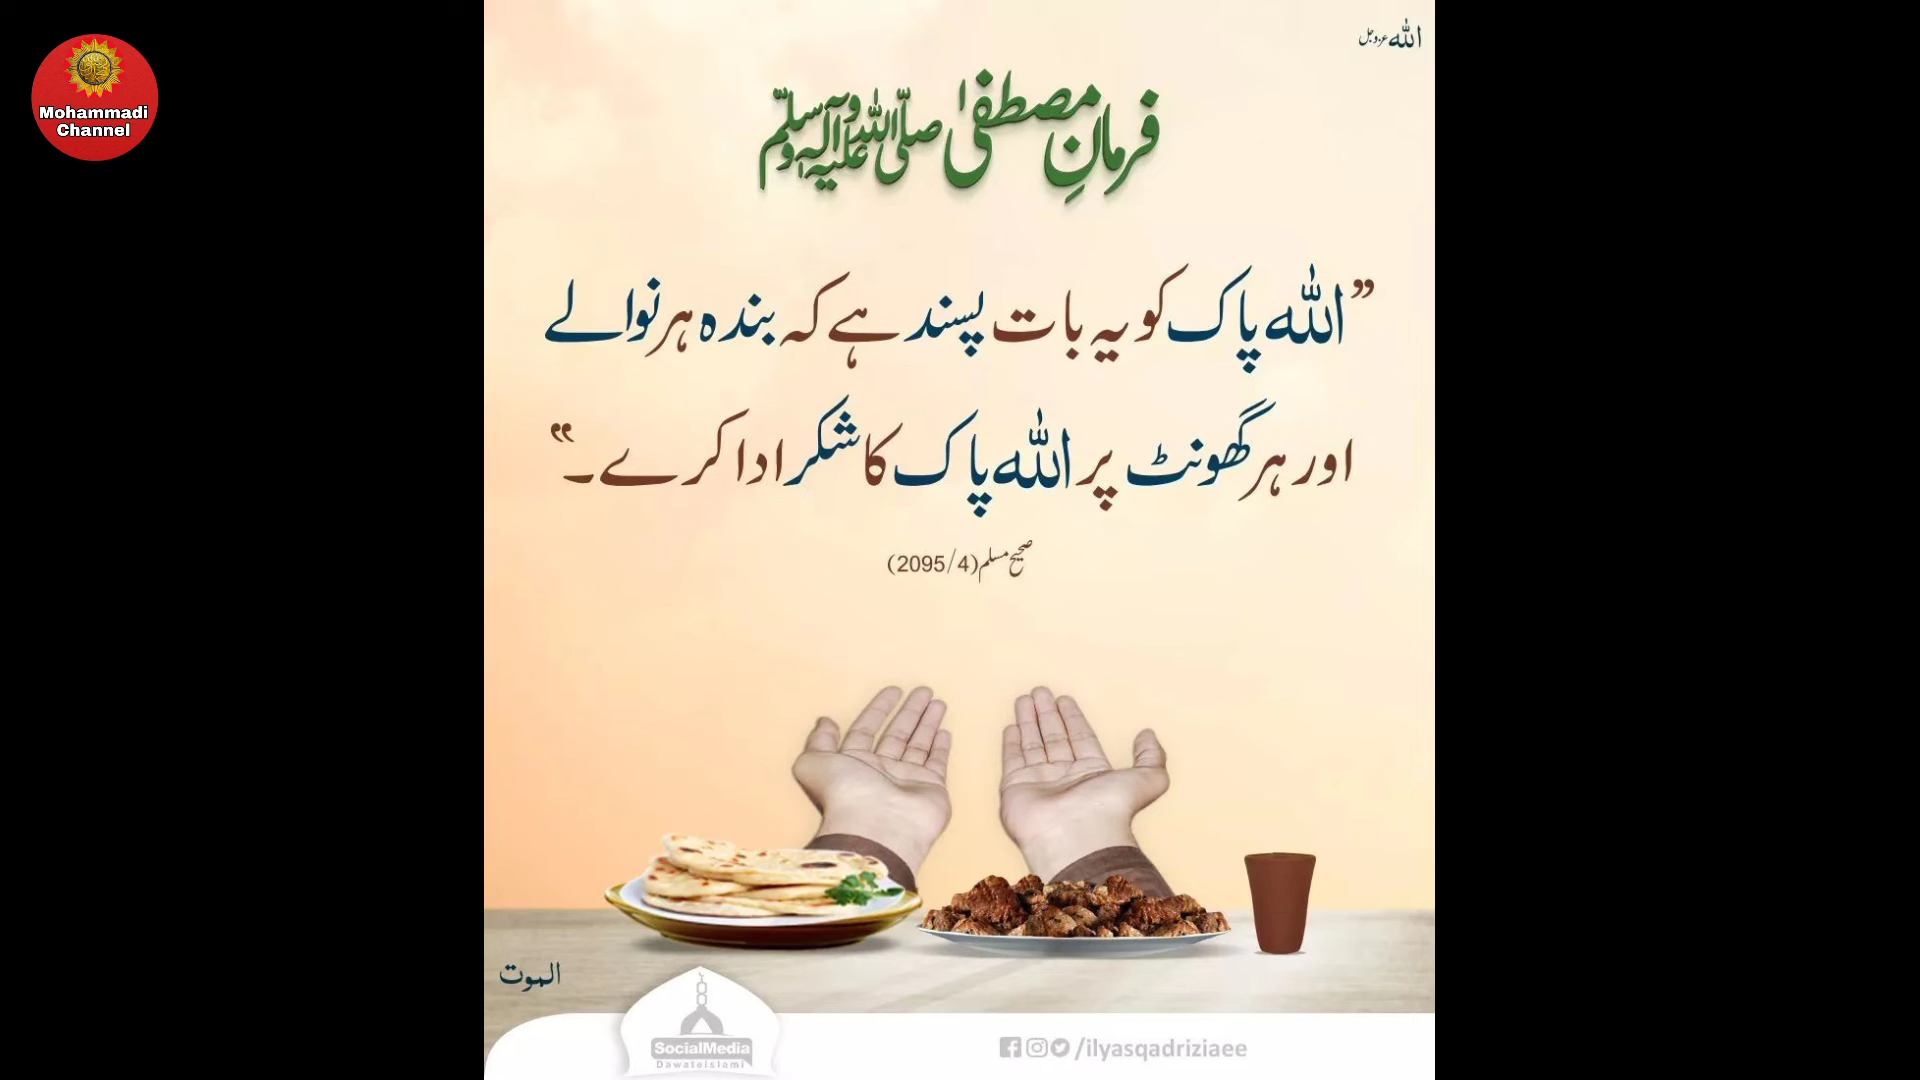 Mohammadi
Channel
اللہ عزوجل
فرمانِ مصطفیٰ صلی اللہ علیہ وآلہ وسلم
”اللہ پاک کو یہ بات پسند ہے کہ بندہ ہر نوالے
اور ہر گھونٹ پر اللہ پاک کا شکر ادا کرے۔“
صحیح مسلم (2095/4)
الموت
SocialMedia
Dawateislami
/ilyasqadriziaee